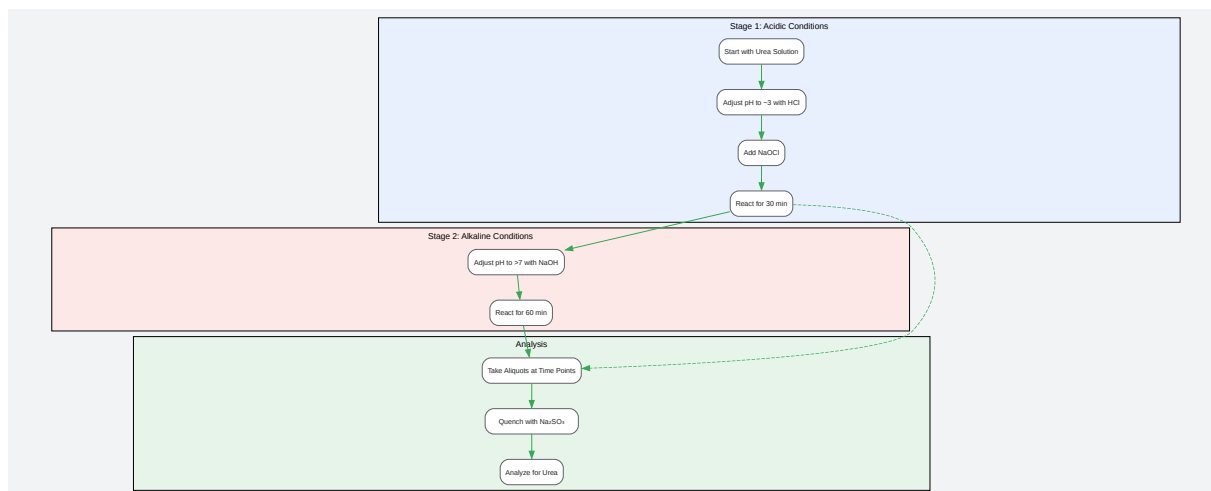 Stage 1: Acidic Conditions
Start with Urea Solution
Adjust pH to ~3 with HCl
Add NaOCl
React for 30 min
Stage 2: Alkaline Conditions
Adjust pH to >7 with NaOH
React for 60 min
Analysis
Take Aliquots at Time Points
Quench with Na₂SO₃
Analyze for Urea